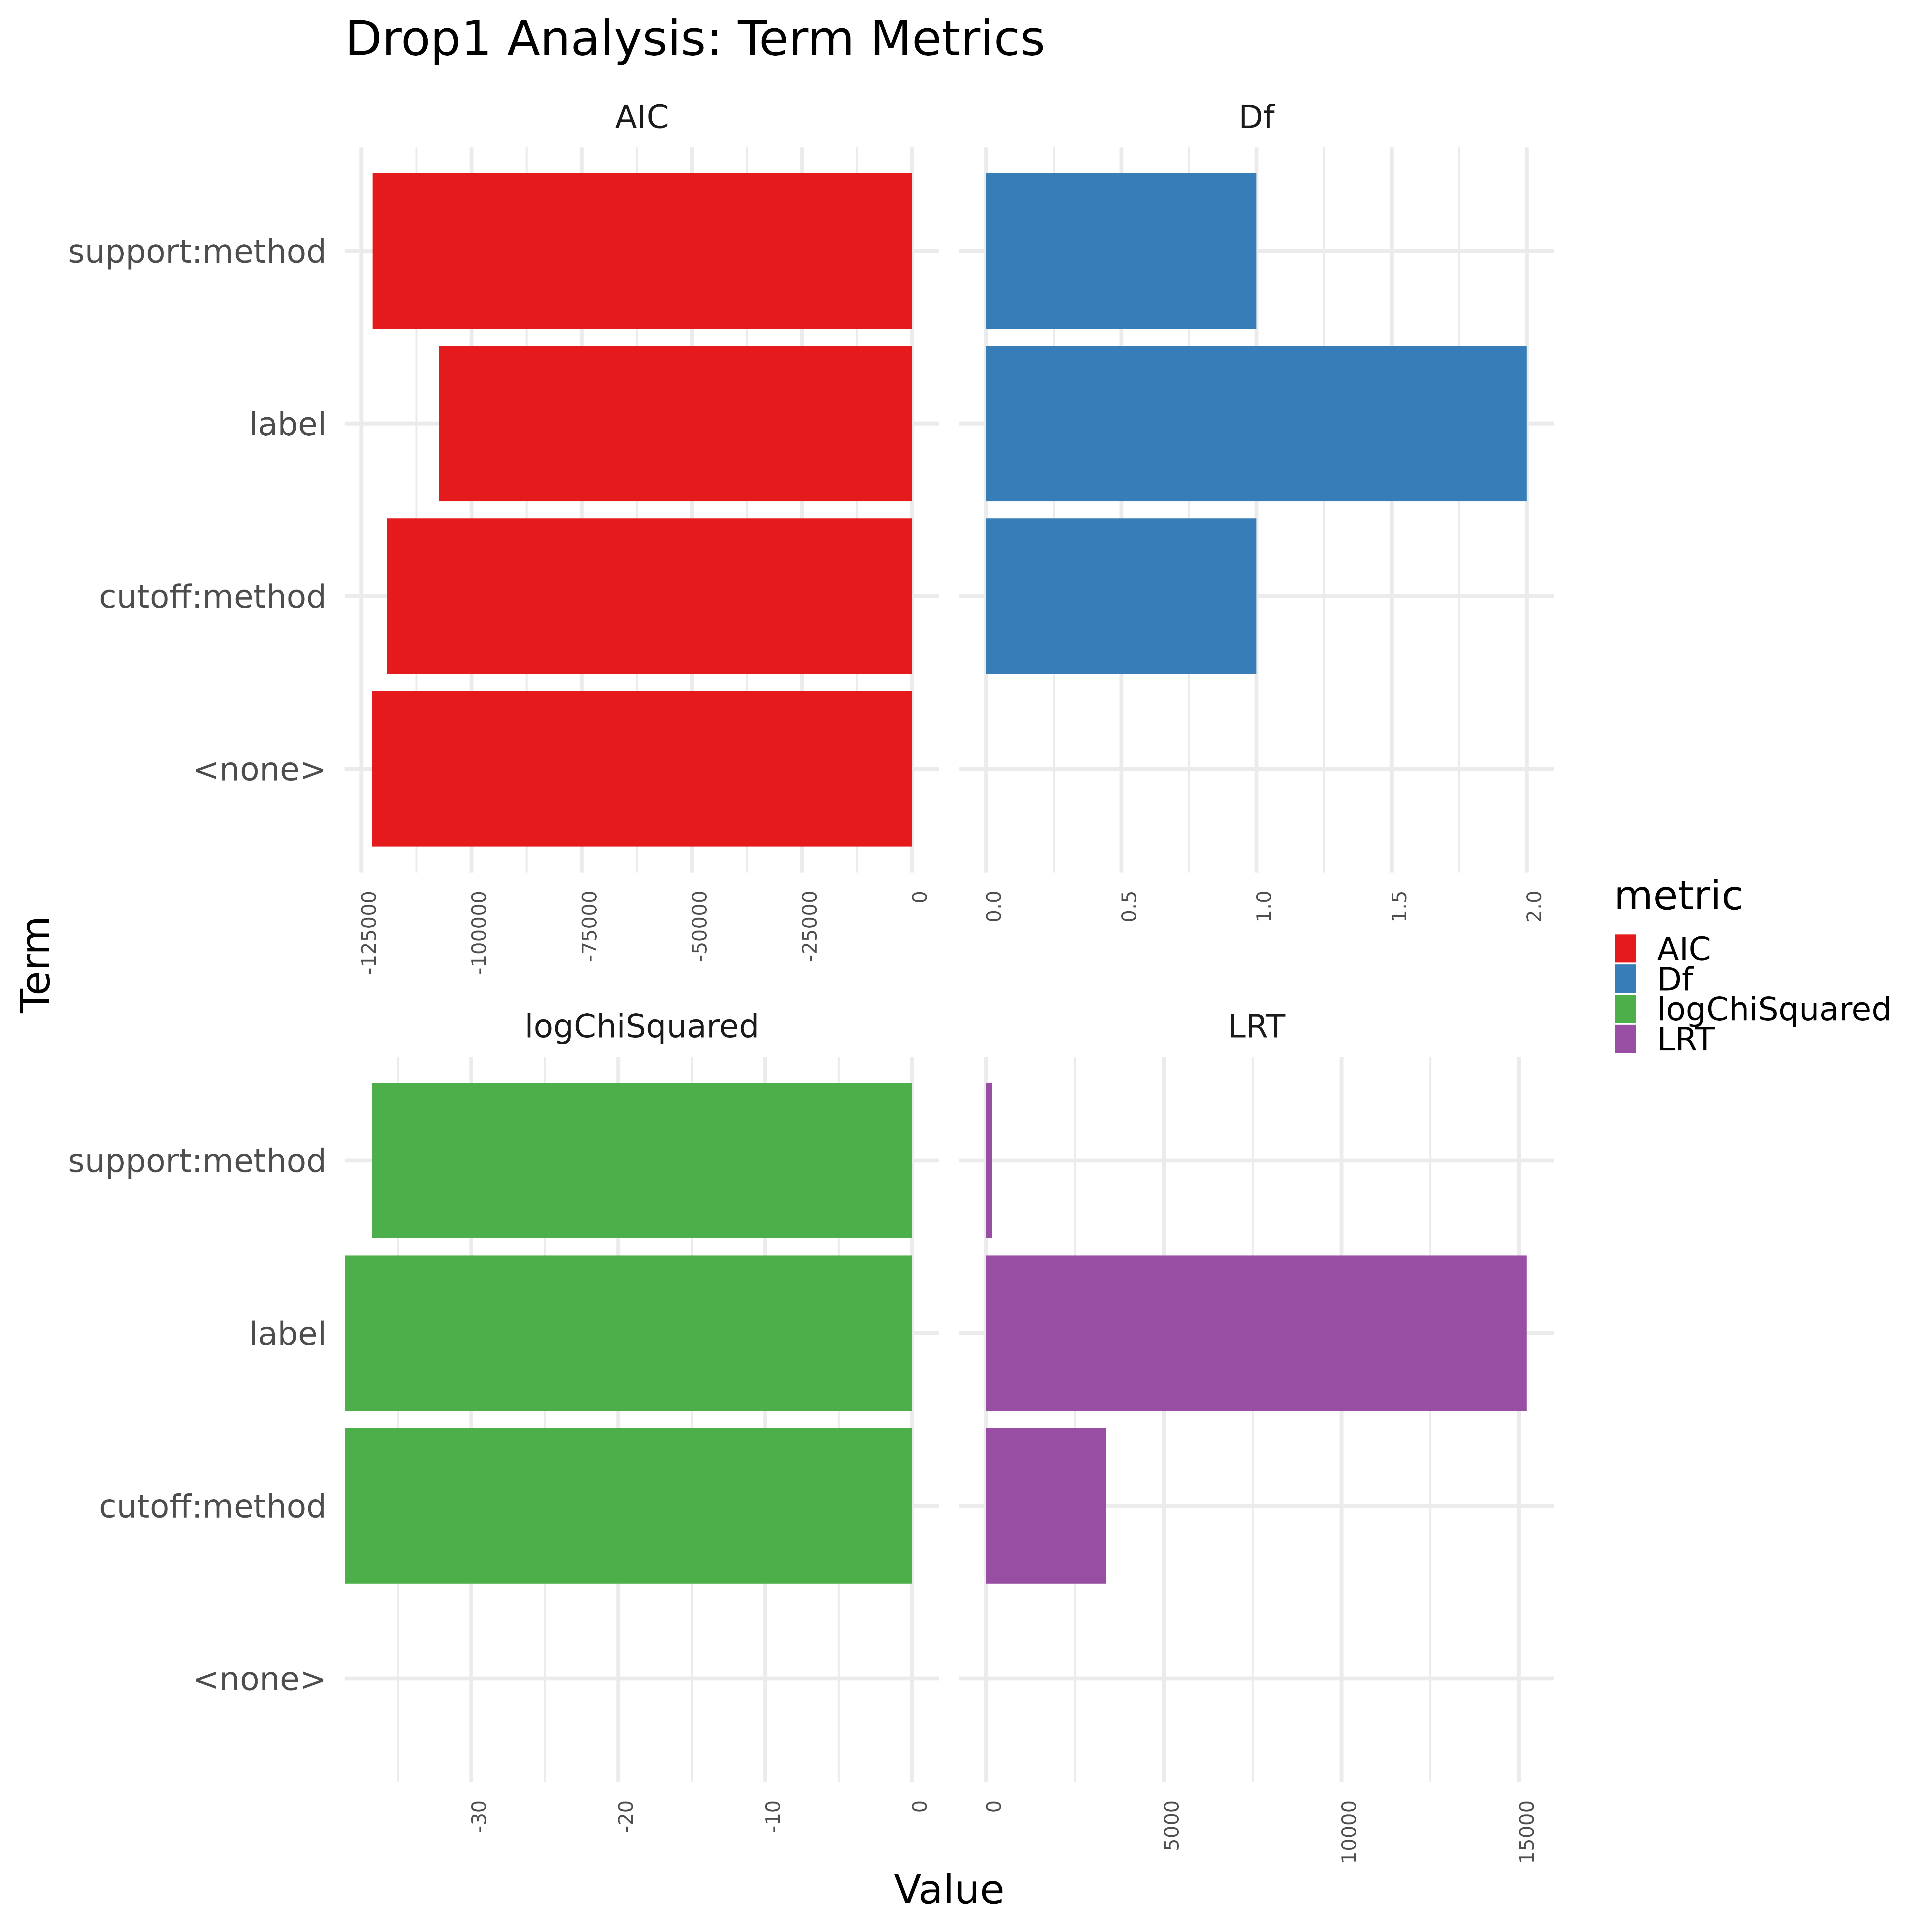 Drop1 Analysis: Term Metrics
AIC
Df
support:method
label
cutoff:method
<none>
-125000
-100000
-75000
-50000
-25000
0
0.0
0.5
1.0
1.5
2.0
Term
logChiSquared
LRT
support:method
label
cutoff:method
<none>
-30
-20
-10
0
0
5000
10000
15000
Value
metric
AIC
Df
logChiSquared
LRT